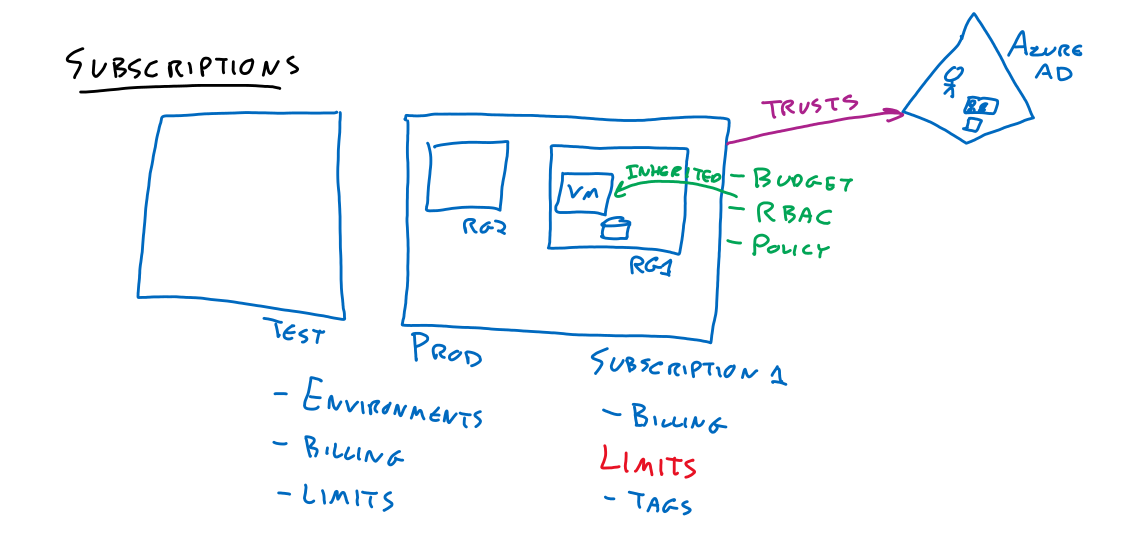 SUBSCRIPTIONS
AZURE
AD
TRUSTS
INHERITED
- BUDGET
- RBAC
- POLICY
VM
RG2
RG1
TEST
PROD
SUBSCRIPTION 1
- ENVIRONMENTS
- BILLING
- LIMITS
- BILLING
LIMITS
- TAGS